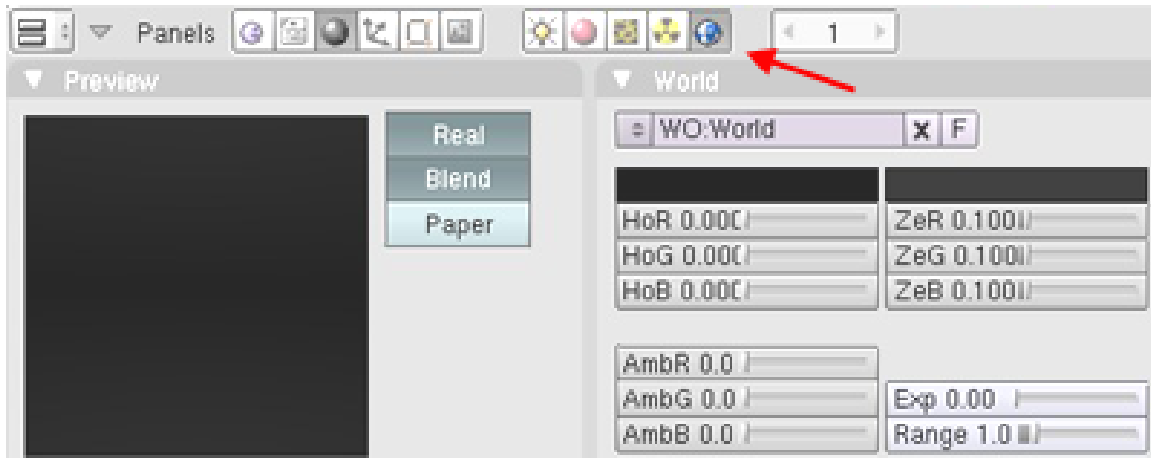 Panels 1
Preview
World
Real
Blend
Paper
WO:World X F
HoR 0.000 ZeR 0.100
HoG 0.000 ZeG 0.100
HoB 0.000 ZeB 0.100
AmbR 0.0
AmbG 0.0 Exp 0.00
AmbB 0.0 Range 1.0